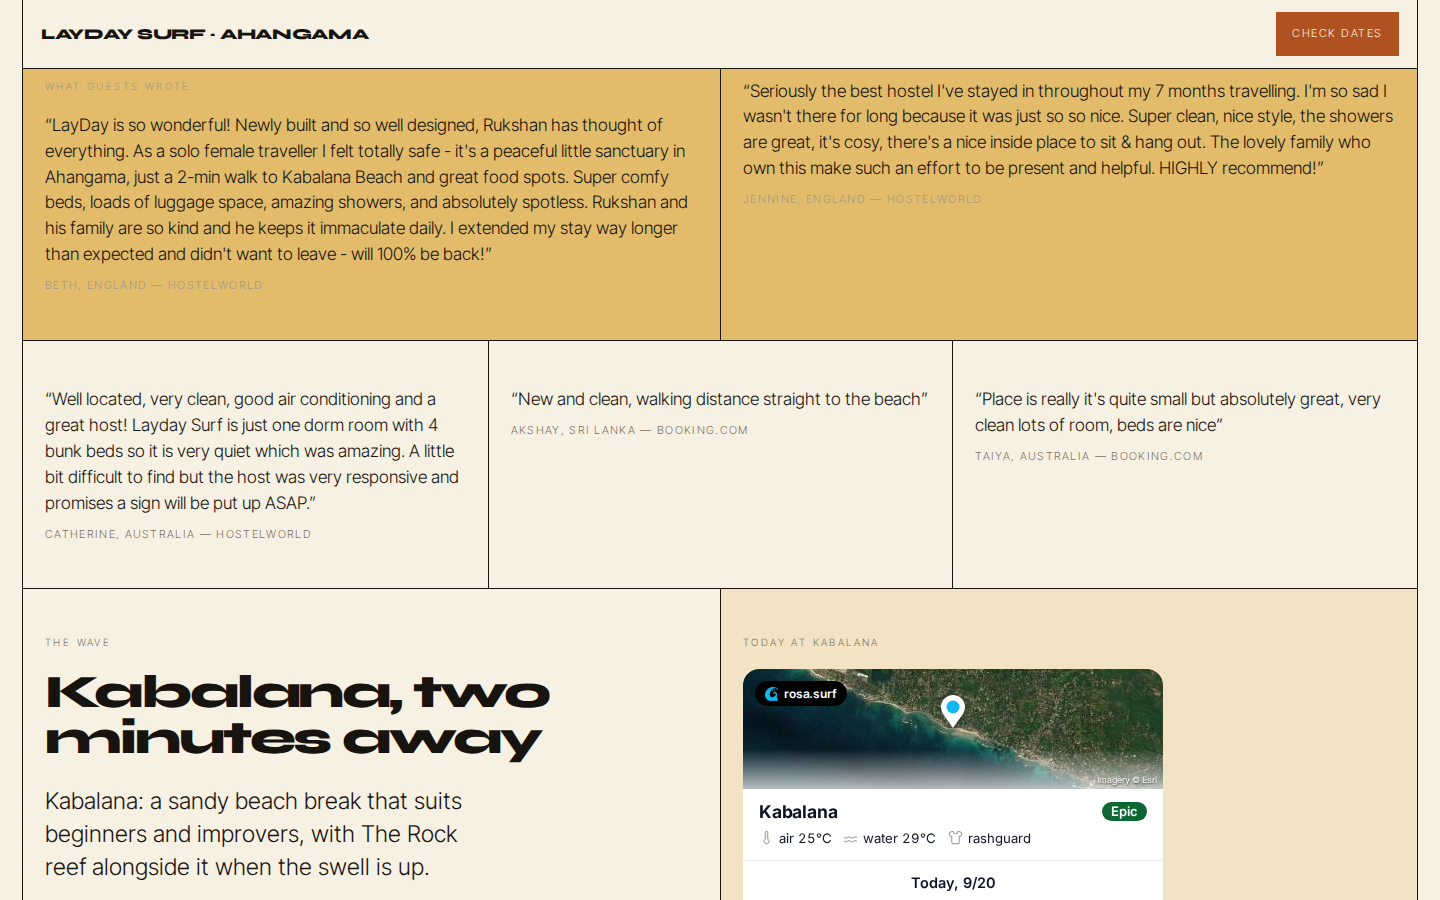 LAYDAY SURF · AHANGAMA
CHECK DATES
WHAT GUESTS WROTE
“LayDay is so wonderful! Newly built and so well designed, Rukshan has thought of
everything. As a solo female traveller I felt totally safe - it's a peaceful little sanctuary in
Ahangama, just a 2-min walk to Kabalana Beach and great food spots. Super comfy
beds, loads of luggage space, amazing showers, and absolutely spotless. Rukshan and
his family are so kind and he keeps it immaculate daily. I extended my stay way longer
than expected and didn't want to leave - will 100% be back!”
BETH, ENGLAND — HOSTELWORLD
“Seriously the best hostel I've stayed in throughout my 7 months travelling. I'm so sad I
wasn't there for long because it was just so so nice. Super clean, nice style, the showers
are great, it's cosy, there's a nice inside place to sit & hang out. The lovely family who
own this make such an effort to be present and helpful. HIGHLY recommend!”
JENNINE, ENGLAND — HOSTELWORLD
“Well located, very clean, good air conditioning and a
great host! Layday Surf is just one dorm room with 4
bunk beds so it is very quiet which was amazing. A little
bit difficult to find but the host was very responsive and
promises a sign will be put up ASAP.”
CATHERINE, AUSTRALIA — HOSTELWORLD
“New and clean, walking distance straight to the beach”
AKSHAY, SRI LANKA — BOOKING.COM
“Place is really it's quite small but absolutely great, very
clean lots of room, beds are nice”
TAIYA, AUSTRALIA — BOOKING.COM
THE WAVE
Kabalana, two
minutes away
Kabalana: a sandy beach break that suits
beginners and improvers, with The Rock
reef alongside it when the swell is up.
TODAY AT KABALANA
rosa.surf
Imagery © Esri
Kabalana
Epic
air 25°C water 29°C rashguard
Today, 9/20